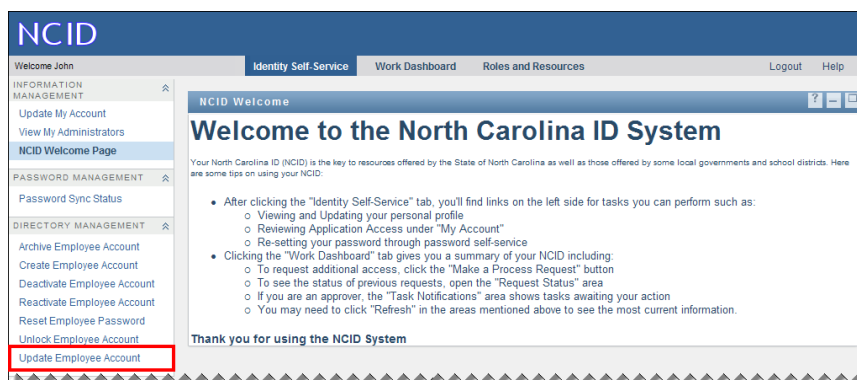 NCID
Welcome John
Identity Self-Service
Work Dashboard
Roles and Resources
Logout
Help
INFORMATION
MANAGEMENT
Update My Account
View My Administrators
NCID Welcome Page
PASSWORD MANAGEMENT
Password Sync Status
DIRECTORY MANAGEMENT
Archive Employee Account
Create Employee Account
Deactivate Employee Account
Reactivate Employee Account
Reset Employee Password
Unlock Employee Account
Update Employee Account
NCID Welcome
?
Welcome to the North Carolina ID System
Your North Carolina ID (NCID) is the key to resources offered by the State of North Carolina as well as those offered by some local governments and school districts. Here
are some tips on using your NCID:
• After clicking the "Identity Self-Service" tab, you'll find links on the left side for tasks you can perform such as:
o Viewing and Updating your personal profile
o Reviewing Application Access under "My Account"
o Re-setting your password through password self-service
• Clicking the "Work Dashboard" tab gives you a summary of your NCID including:
o To request additional access, click the "Make a Process Request" button
o To see the status of previous requests, open the "Request Status" area
o If you are an approver, the "Task Notifications" area shows tasks awaiting your action
o You may need to click "Refresh" in the areas mentioned above to see the most current information.
Thank you for using the NCID System